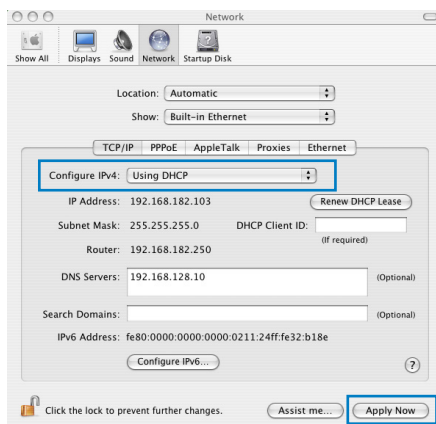 Network
Show All Displays Sound Network Startup Disk
Location: Automatic
Show: Built-in Ethernet
TCP/IP PPPoE AppleTalk Proxies Ethernet
Configure IPv4: Using DHCP
IP Address: 192.168.182.103 Renew DHCP Lease
Subnet Mask: 255.255.255.0 DHCP Client ID:
(If required)
Router: 192.168.182.250
DNS Servers: 192.168.128.10 (Optional)
Search Domains: (Optional)
IPv6 Address: fe80:0000:0000:0000:0211:24ff:fe32:b18e
Configure IPv6... ?
Click the lock to prevent further changes. Assist me... Apply Now